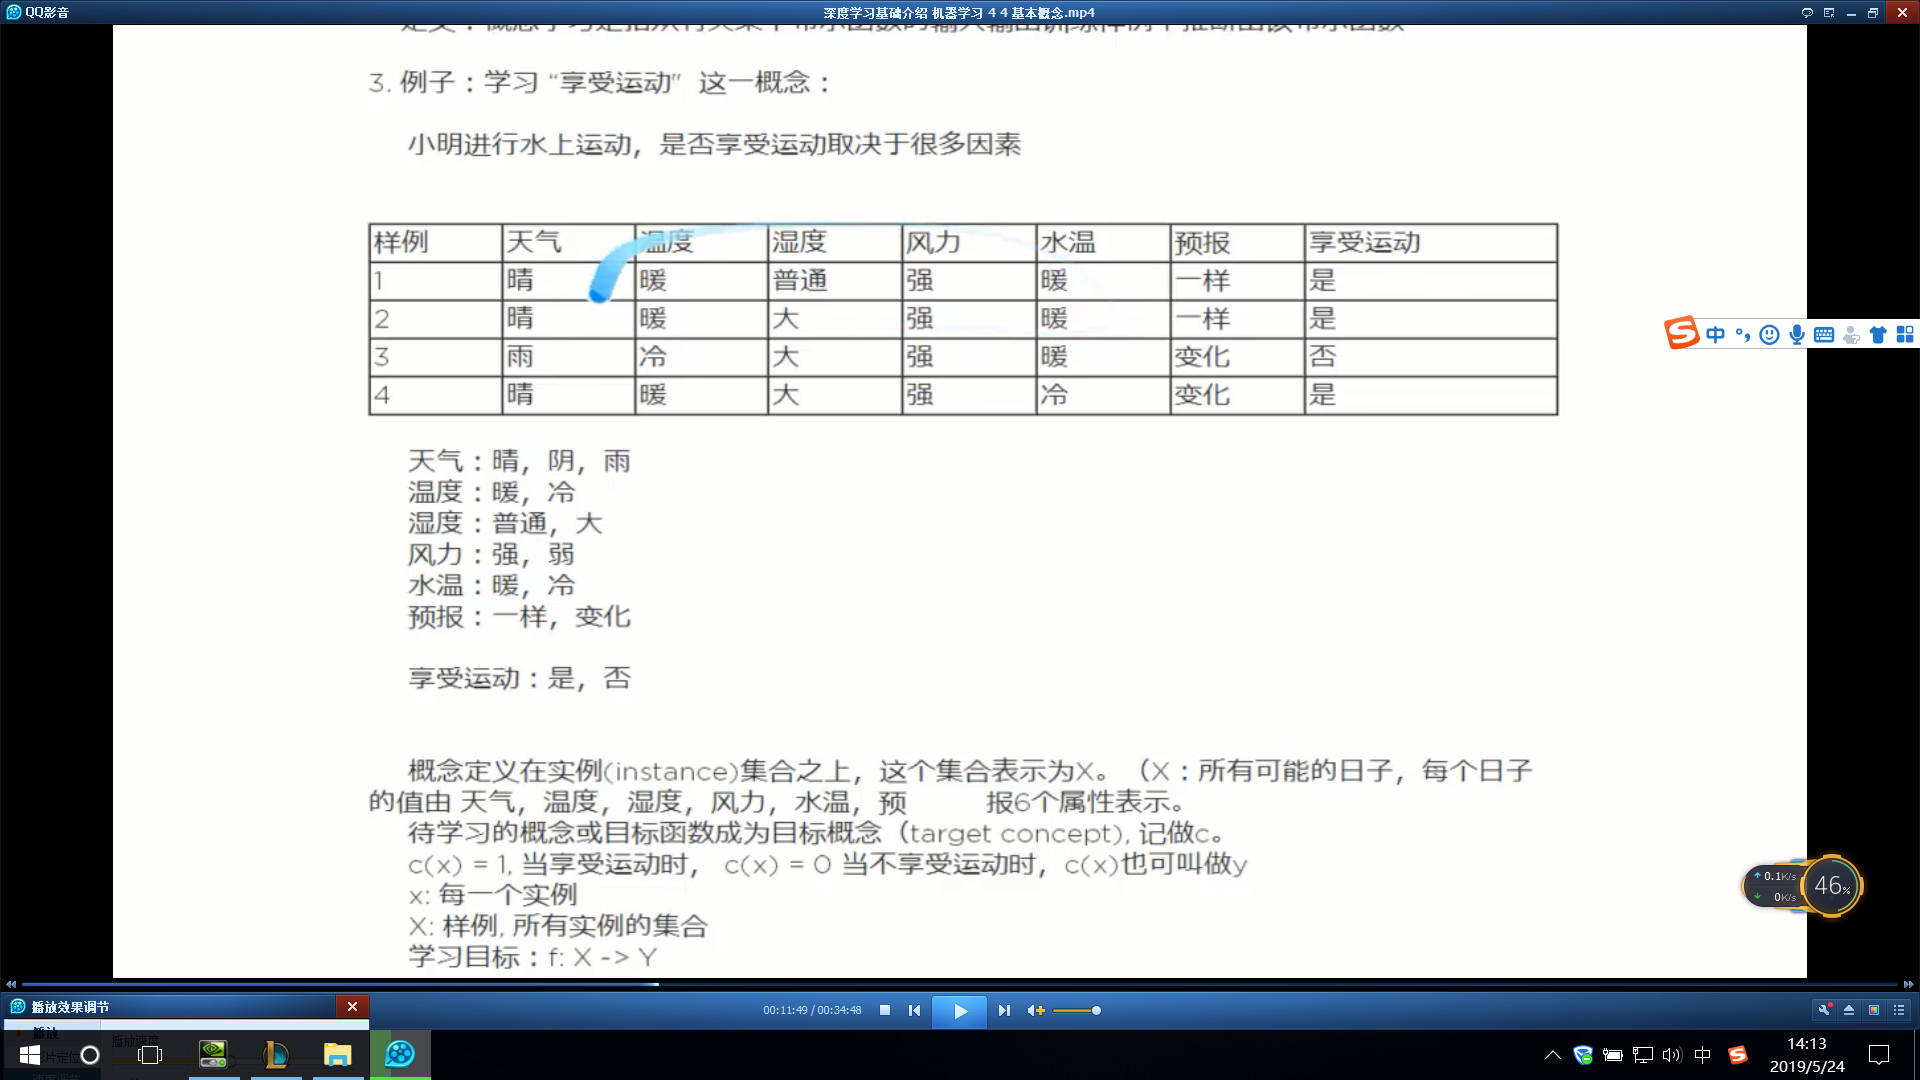 QQ影音
深度学习基础介绍 机器学习 4 4 基本概念.mp4
3. 例子：学习 “享受运动” 这一概念：
小明进行水上运动，是否享受运动取决于很多因素
样例 天气 温度 湿度 风力 水温 预报 享受运动
1 晴 暖 普通 强 暖 一样 是
2 晴 暖 大 强 暖 一样 是
3 雨 冷 大 强 暖 变化 否
4 晴 暖 大 强 冷 变化 是
天气：晴，阴，雨
温度：暖，冷
湿度：普通，大
风力：强，弱
水温：暖，冷
预报：一样，变化
享受运动：是，否
概念定义在实例(instance)集合之上，这个集合表示为X。（X：所有可能的日子，每个日子
的值由 天气，温度，湿度，风力，水温，预 报6个属性表示。
待学习的概念或目标函数成为目标概念（target concept), 记做c。
c(x) = 1, 当享受运动时， c(x) = 0 当不享受运动时，c(x)也可叫做y
x: 每一个实例
X: 样例, 所有实例的集合
学习目标：f: X -> Y
中
0.1K/s
0K/s
46%
播放效果调节
00:11:49 / 00:34:48
播放
播放速度
中
14:13
2019/5/24